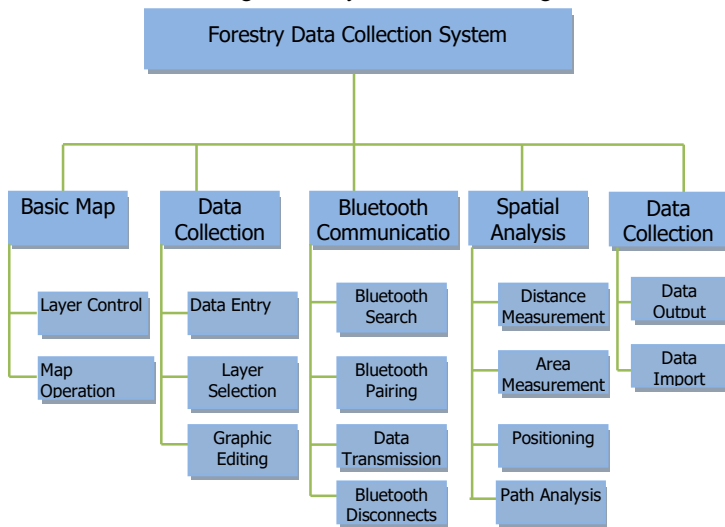 Forestry Data Collection System
Basic Map
Data
Collection
Bluetooth
Communicatio
Spatial
Analysis
Data
Collection
Layer Control
Map
Operation
Data Entry
Layer
Selection
Graphic
Editing
Bluetooth
Search
Bluetooth
Pairing
Data
Transmission
Bluetooth
Disconnects
Distance
Measurement
Area
Measurement
Positioning
Path Analysis
Data
Output
Data
Import